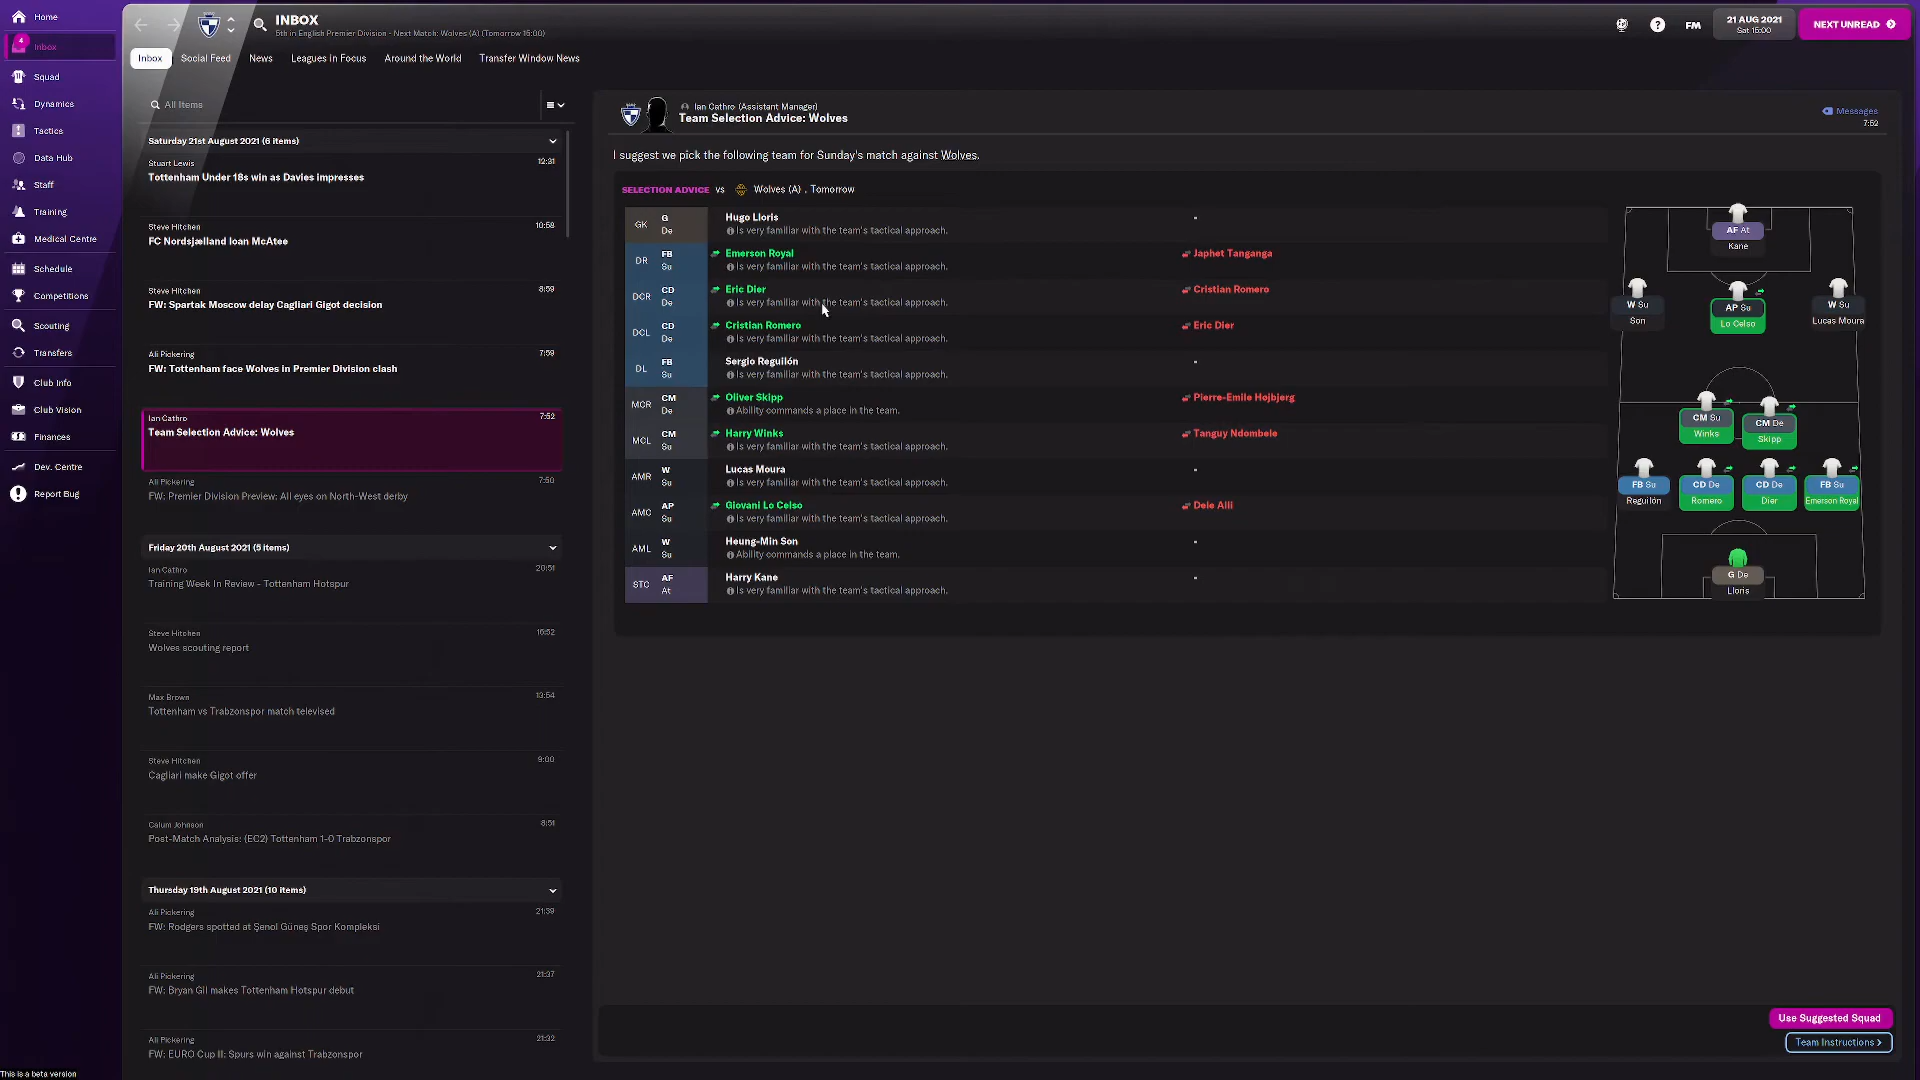 Home
4
Inbox
Squad
Dynamics
Tactics
Data Hub
Staff
Training
Medical Centre
Schedule
Competitions
Scouting
Transfers
Club Info
Club Vision
Finances
Dev. Centre
Report Bug
This is a beta version
INBOX
5th in English Premier Division - Next Match: Wolves (A) (Tomorrow 16:00)
?
FM
21 AUG 2021
Sat 15:00
NEXT UNREAD
Inbox
Social Feed
News
Leagues in Focus
Around the World
Transfer Window News
All Items
Saturday 21st August 2021 (6 items)
Stuart Lewis 12:31
Tottenham Under 18s win as Davies impresses
Steve Hitchen 10:58
FC Nordsjælland loan McAtee
Steve Hitchen 8:59
FW: Spartak Moscow delay Cagliari Gigot decision
Ali Pickering 7:59
FW: Tottenham face Wolves in Premier Division clash
Ian Cathro 7:52
Team Selection Advice: Wolves
Ali Pickering 7:50
FW: Premier Division Preview: All eyes on North-West derby
Friday 20th August 2021 (5 items)
Ian Cathro 20:51
Training Week In Review - Tottenham Hotspur
Steve Hitchen 16:52
Wolves scouting report
Max Brown 13:54
Tottenham vs Trabzonspor match televised
Steve Hitchen 9:00
Cagliari make Gigot offer
Calum Johnson 8:51
Post-Match Analysis: (EC2) Tottenham 1-0 Trabzonspor
Thursday 19th August 2021 (10 items)
Ali Pickering 21:39
FW: Rodgers spotted at Şenol Güneş Spor Kompleksi
Ali Pickering 21:37
FW: Bryan Gil makes Tottenham Hotspur debut
Ali Pickering 21:32
FW: EURO Cup II: Spurs win against Trabzonspor
Ian Cathro (Assistant Manager)
Team Selection Advice: Wolves
Messages
7:52
I suggest we pick the following team for Sunday's match against Wolves.
SELECTION ADVICE vs Wolves (A) , Tomorrow
GK G De Hugo Lloris -
Is very familiar with the team's tactical approach.
DR FB Su Emerson Royal Japhet Tanganga
Is very familiar with the team's tactical approach.
DCR CD De Eric Dier Cristian Romero
Is very familiar with the team's tactical approach.
DCL CD De Cristian Romero Eric Dier
Is very familiar with the team's tactical approach.
DL FB Su Sergio Reguilón -
Is very familiar with the team's tactical approach.
MCR CM De Oliver Skipp Pierre-Emile Højbjerg
Ability commands a place in the team.
MCL CM Su Harry Winks Tanguy Ndombele
Is very familiar with the team's tactical approach.
AMR W Su Lucas Moura -
Is very familiar with the team's tactical approach.
AMC AP Su Giovani Lo Celso Dele Alli
Is very familiar with the team's tactical approach.
AML W Su Heung-Min Son -
Ability commands a place in the team.
STC AF At Harry Kane -
Is very familiar with the team's tactical approach.
AF At
Kane
W Su
Son
AP Su
Lo Celso
W Su
Lucas Moura
CM Su
Winks
CM De
Skipp
FB Su
Reguilón
CD De
Romero
CD De
Dier
FB Su
Emerson Royal
G De
Lloris
Use Suggested Squad
Team Instructions >